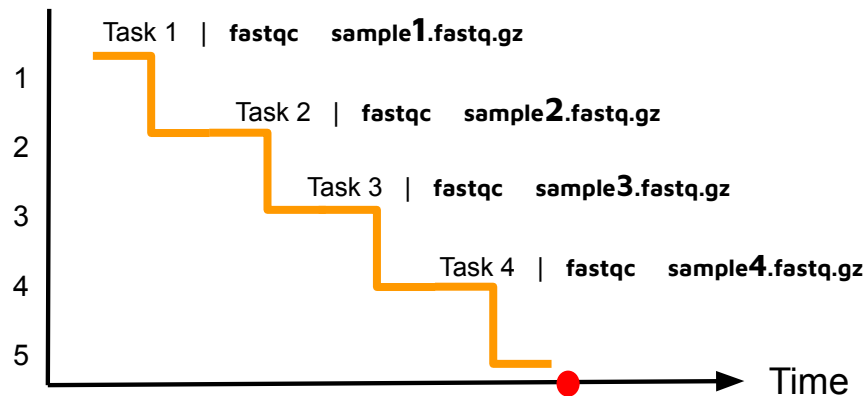 Task 1 | fastqc sample1.fastq.gz
1
Task 2 | fastqc sample2.fastq.gz
2
Task 3 | fastqc sample3.fastq.gz
3
Task 4 | fastqc sample4.fastq.gz
4
5
Time